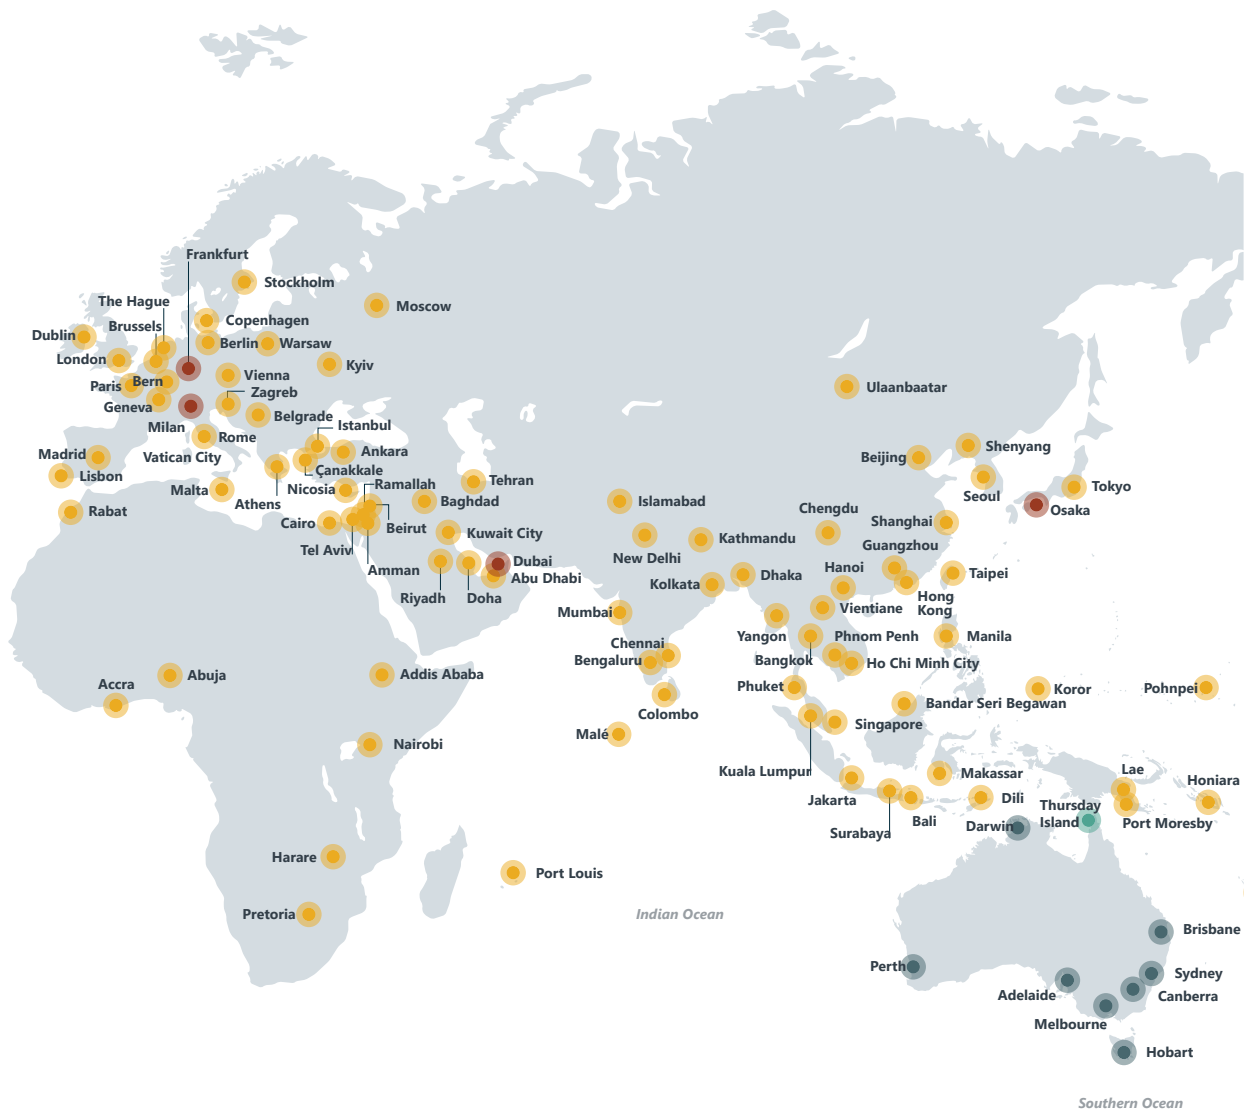 Frankfurt
Stockholm
The Hague
Moscow
Copenhagen
Brussels
Dublin
Berlin
Warsaw
London
Kyiv
Vienna
Bern
Paris
Zagreb
Geneva
Belgrade
Milan
Istanbul
Rome
Vatican City
Ankara
Madrid
Lisbon
Çanakkale
Malta
Athens
Nicosia
Ramallah
Tehran
Baghdad
Rabat
Cairo
Beirut
Kuwait City
Tel Aviv
Amman
Dubai
Abu Dhabi
Riyadh
Doha
Ulaanbaatar
Shenyang
Beijing
Seoul
Tokyo
Osaka
Islamabad
Chengdu
Shanghai
New Delhi
Kathmandu
Guangzhou
Hanoi
Taipei
Kolkata
Dhaka
Hong
Kong
Mumbai
Vientiane
Yangon
Phnom Penh
Manila
Chennai
Bengaluru
Bangkok
Ho Chi Minh City
Phuket
Koror
Pohnpei
Colombo
Bandar Seri Begawan
Singapore
Malé
Kuala Lumpur
Abuja
Addis Ababa
Accra
Nairobi
Jakarta
Makassar
Lae
Honiara
Surabaya
Bali
Dili
Thursday
Island
Port Moresby
Darwin
Harare
Port Louis
Pretoria
Indian Ocean
Brisbane
Perth
Sydney
Adelaide
Canberra
Melbourne
Hobart
Southern Ocean